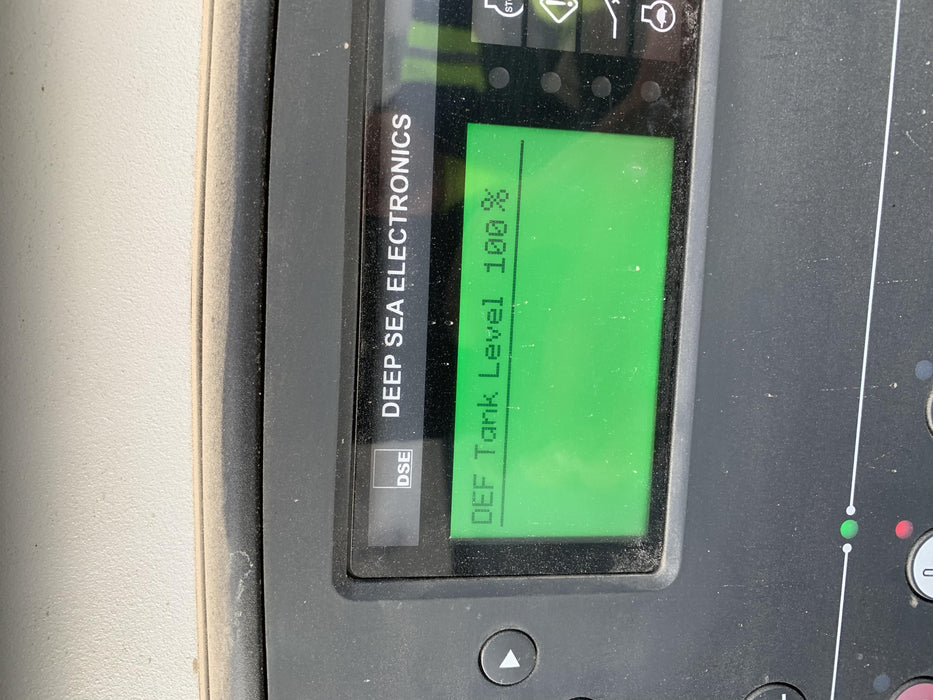 DSE
DEEP SEA ELECTRONICS
DEF Tank Level 100%